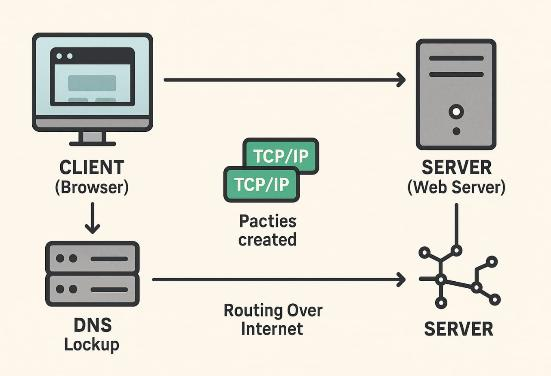 TCP/IP
TCP/IP
CLIENT
(Browser)
SERVER
(Web Server)
Pacties
created
DNS
Lockup
Routing Over
Internet
SERVER